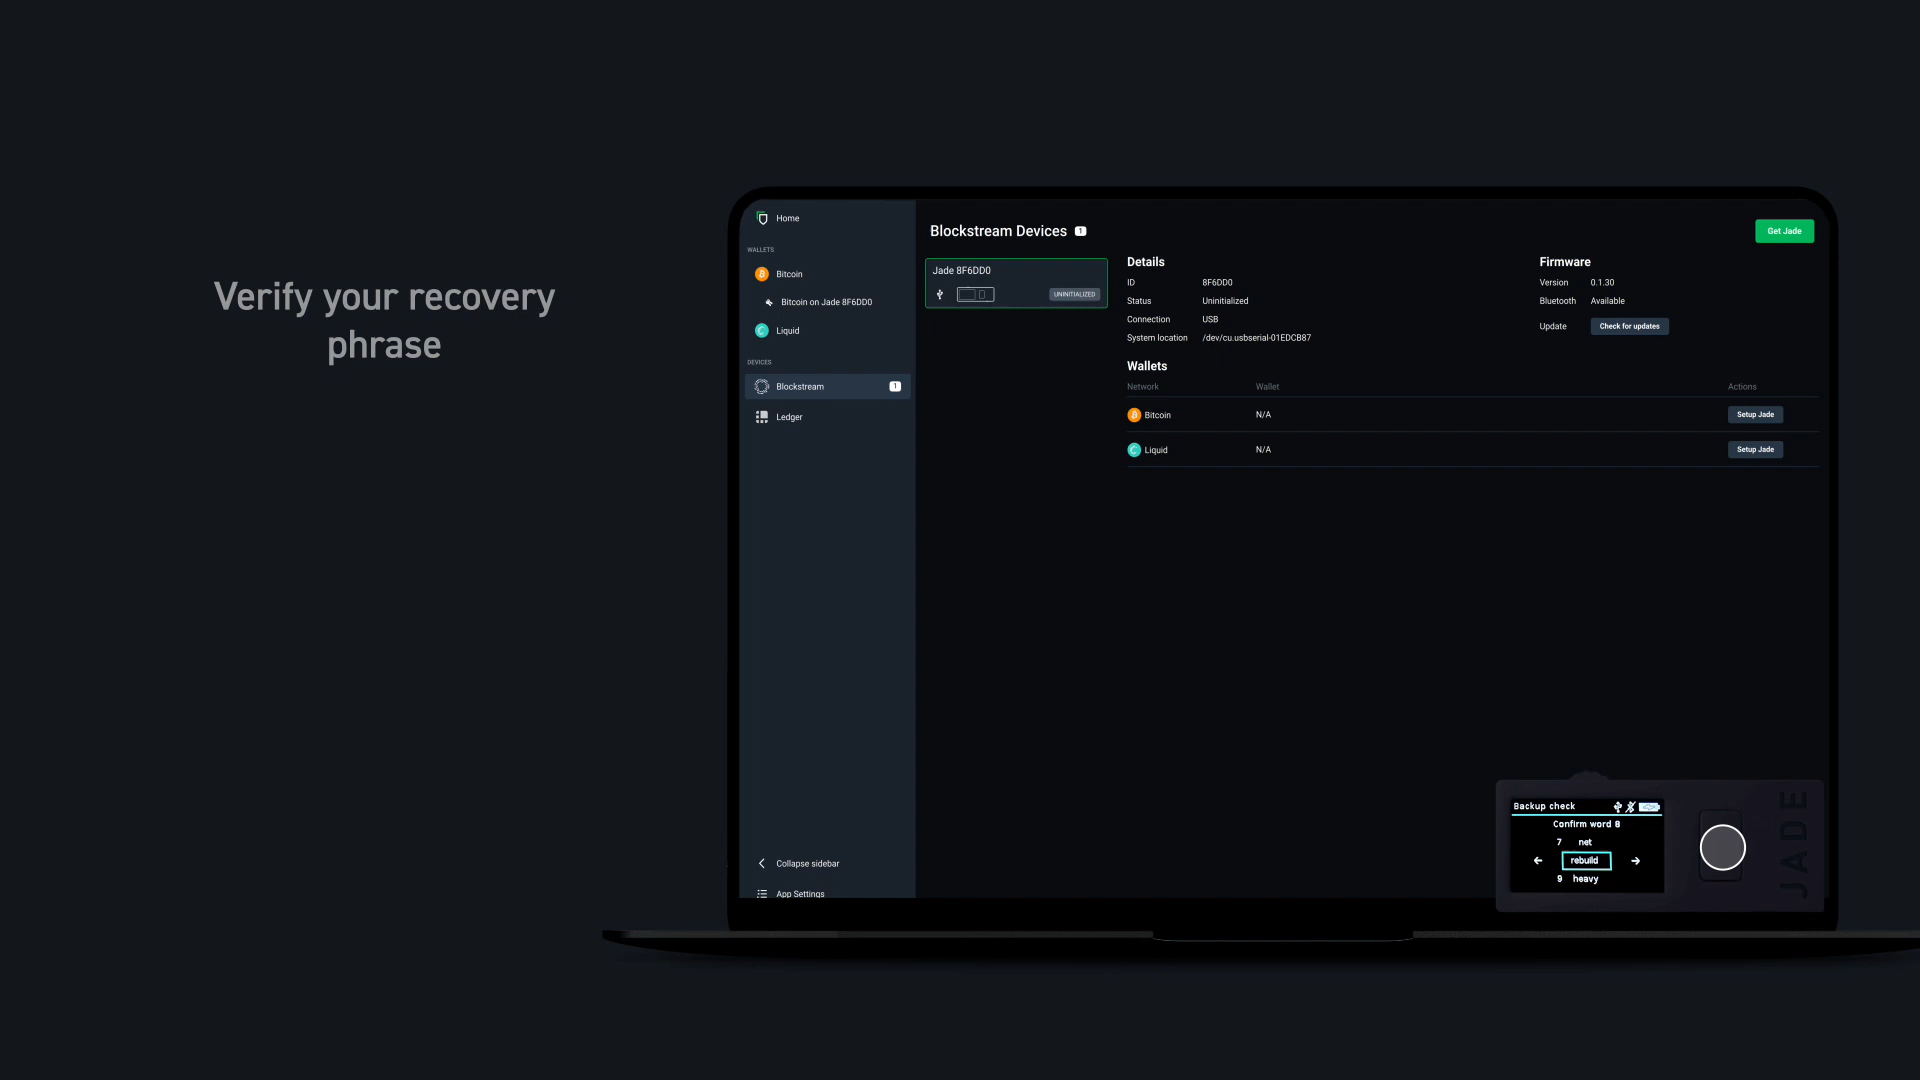 Verify your recovery
phrase
Home
WALLETS
Bitcoin
Bitcoin on Jade 8F6DD0
Liquid
DEVICES
Blockstream 1
Ledger
Collapse sidebar
App Settings
Blockstream Devices 1
Get Jade
Jade 8F6DD0
UNINITIALIZED
Details
ID 8F6DD0
Status Uninitialized
Connection USB
System location /dev/cu.usbserial-01EDCB87
Firmware
Version 0.1.30
Bluetooth Available
Update Check for updates
Wallets
Network Wallet Actions
Bitcoin N/A Setup Jade
Liquid N/A Setup Jade
Backup check
Confirm word 8
7 net
rebuild
9 heavy
JADE